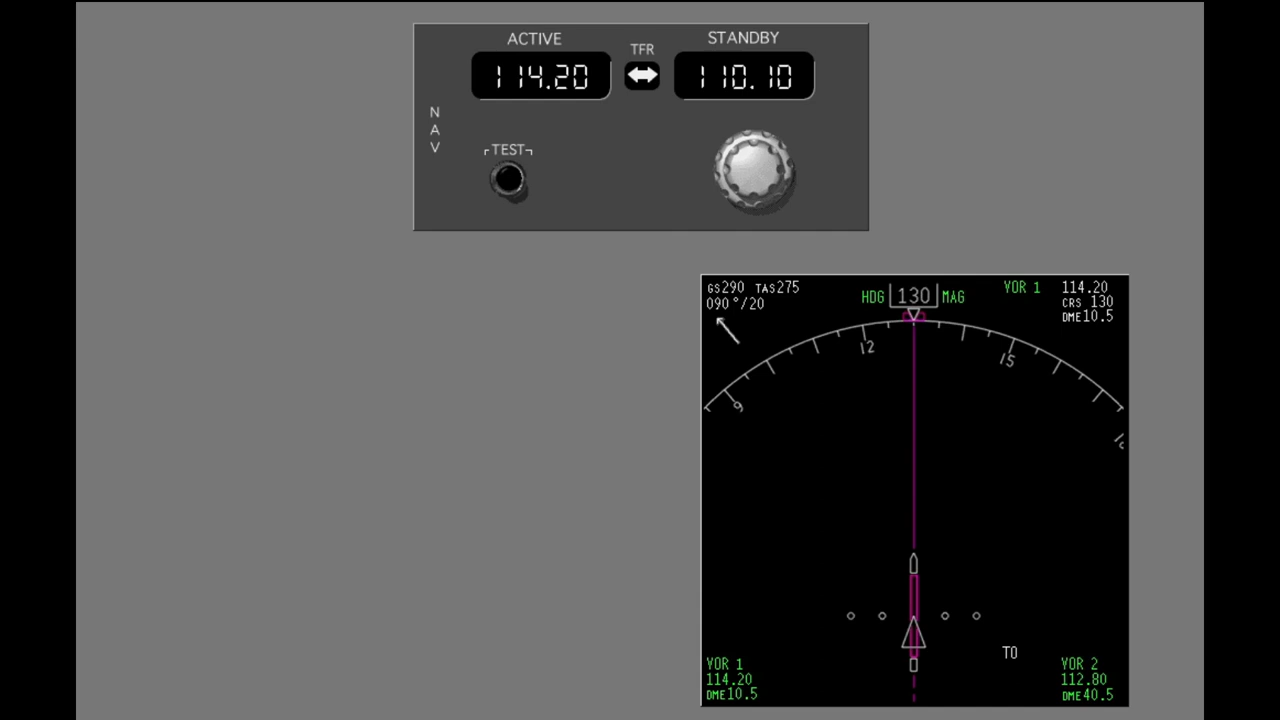 ACTIVE
STANDBY
TFR
114.20
110.10
NAV
TEST
GS290 TAS275
090°/20
HDG 130 MAG
VOR 1
114.20
CRS 130
DME10.5
9
12
15
TO
VOR 1
114.20
DME10.5
VOR 2
112.80
DME40.5